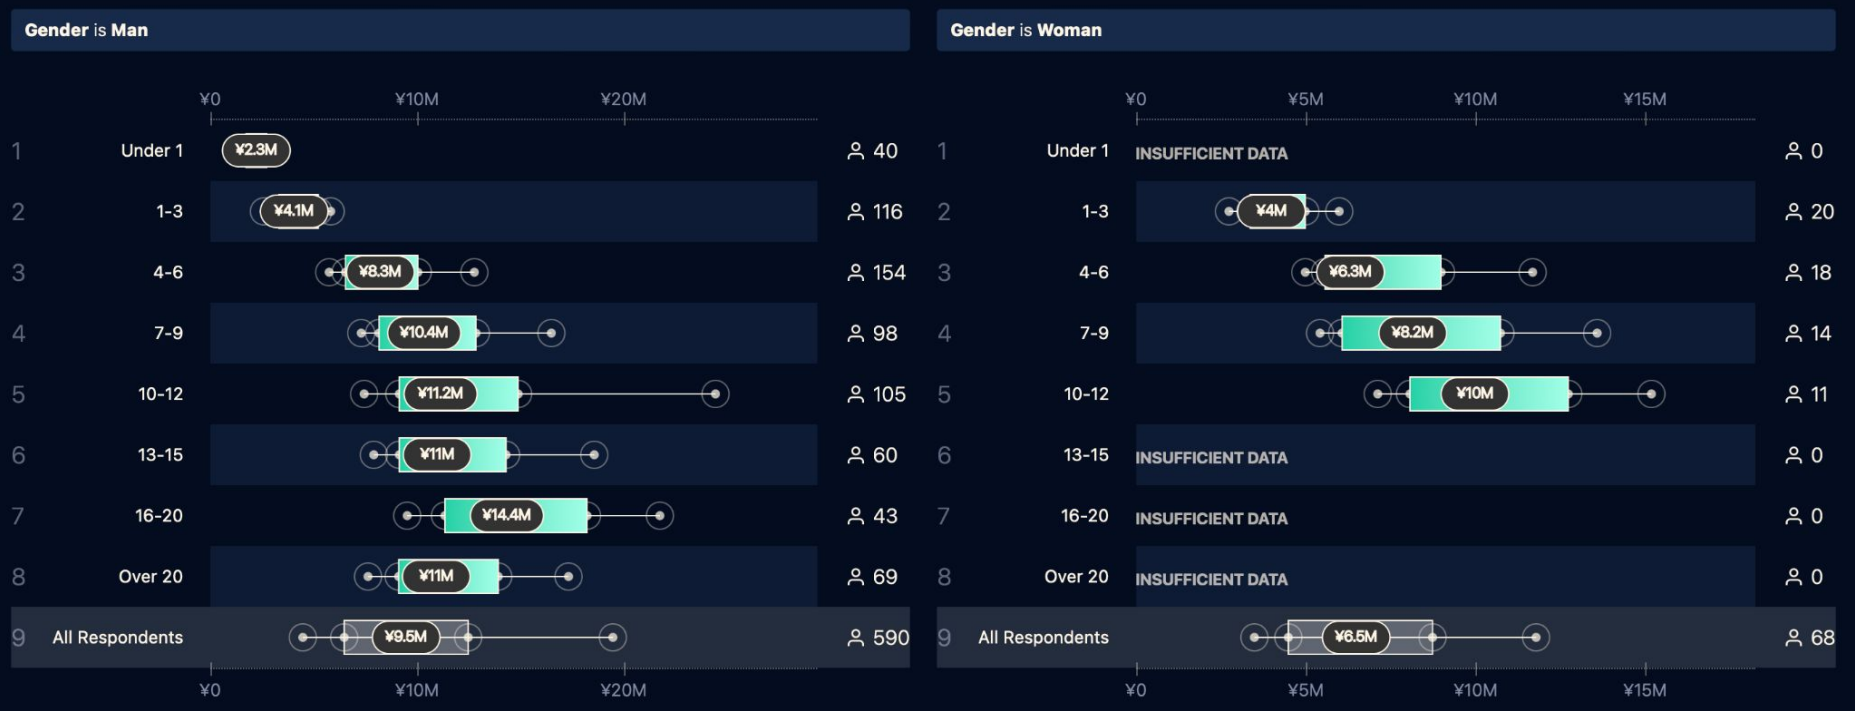 Gender is Man
¥0 ¥10M ¥20M
1 Under 1 ¥2.3M 40
2 1-3 ¥4.1M 116
3 4-6 ¥8.3M 154
4 7-9 ¥10.4M 98
5 10-12 ¥11.2M 105
6 13-15 ¥11M 60
7 16-20 ¥14.4M 43
8 Over 20 ¥11M 69
9 All Respondents ¥9.5M 590
¥0 ¥10M ¥20M
Gender is Woman
¥0 ¥5M ¥10M ¥15M
1 Under 1 INSUFFICIENT DATA 0
2 1-3 ¥4M 20
3 4-6 ¥6.3M 18
4 7-9 ¥8.2M 14
5 10-12 ¥10M 11
6 13-15 INSUFFICIENT DATA 0
7 16-20 INSUFFICIENT DATA 0
8 Over 20 INSUFFICIENT DATA 0
9 All Respondents ¥6.5M 68
¥0 ¥5M ¥10M ¥15M